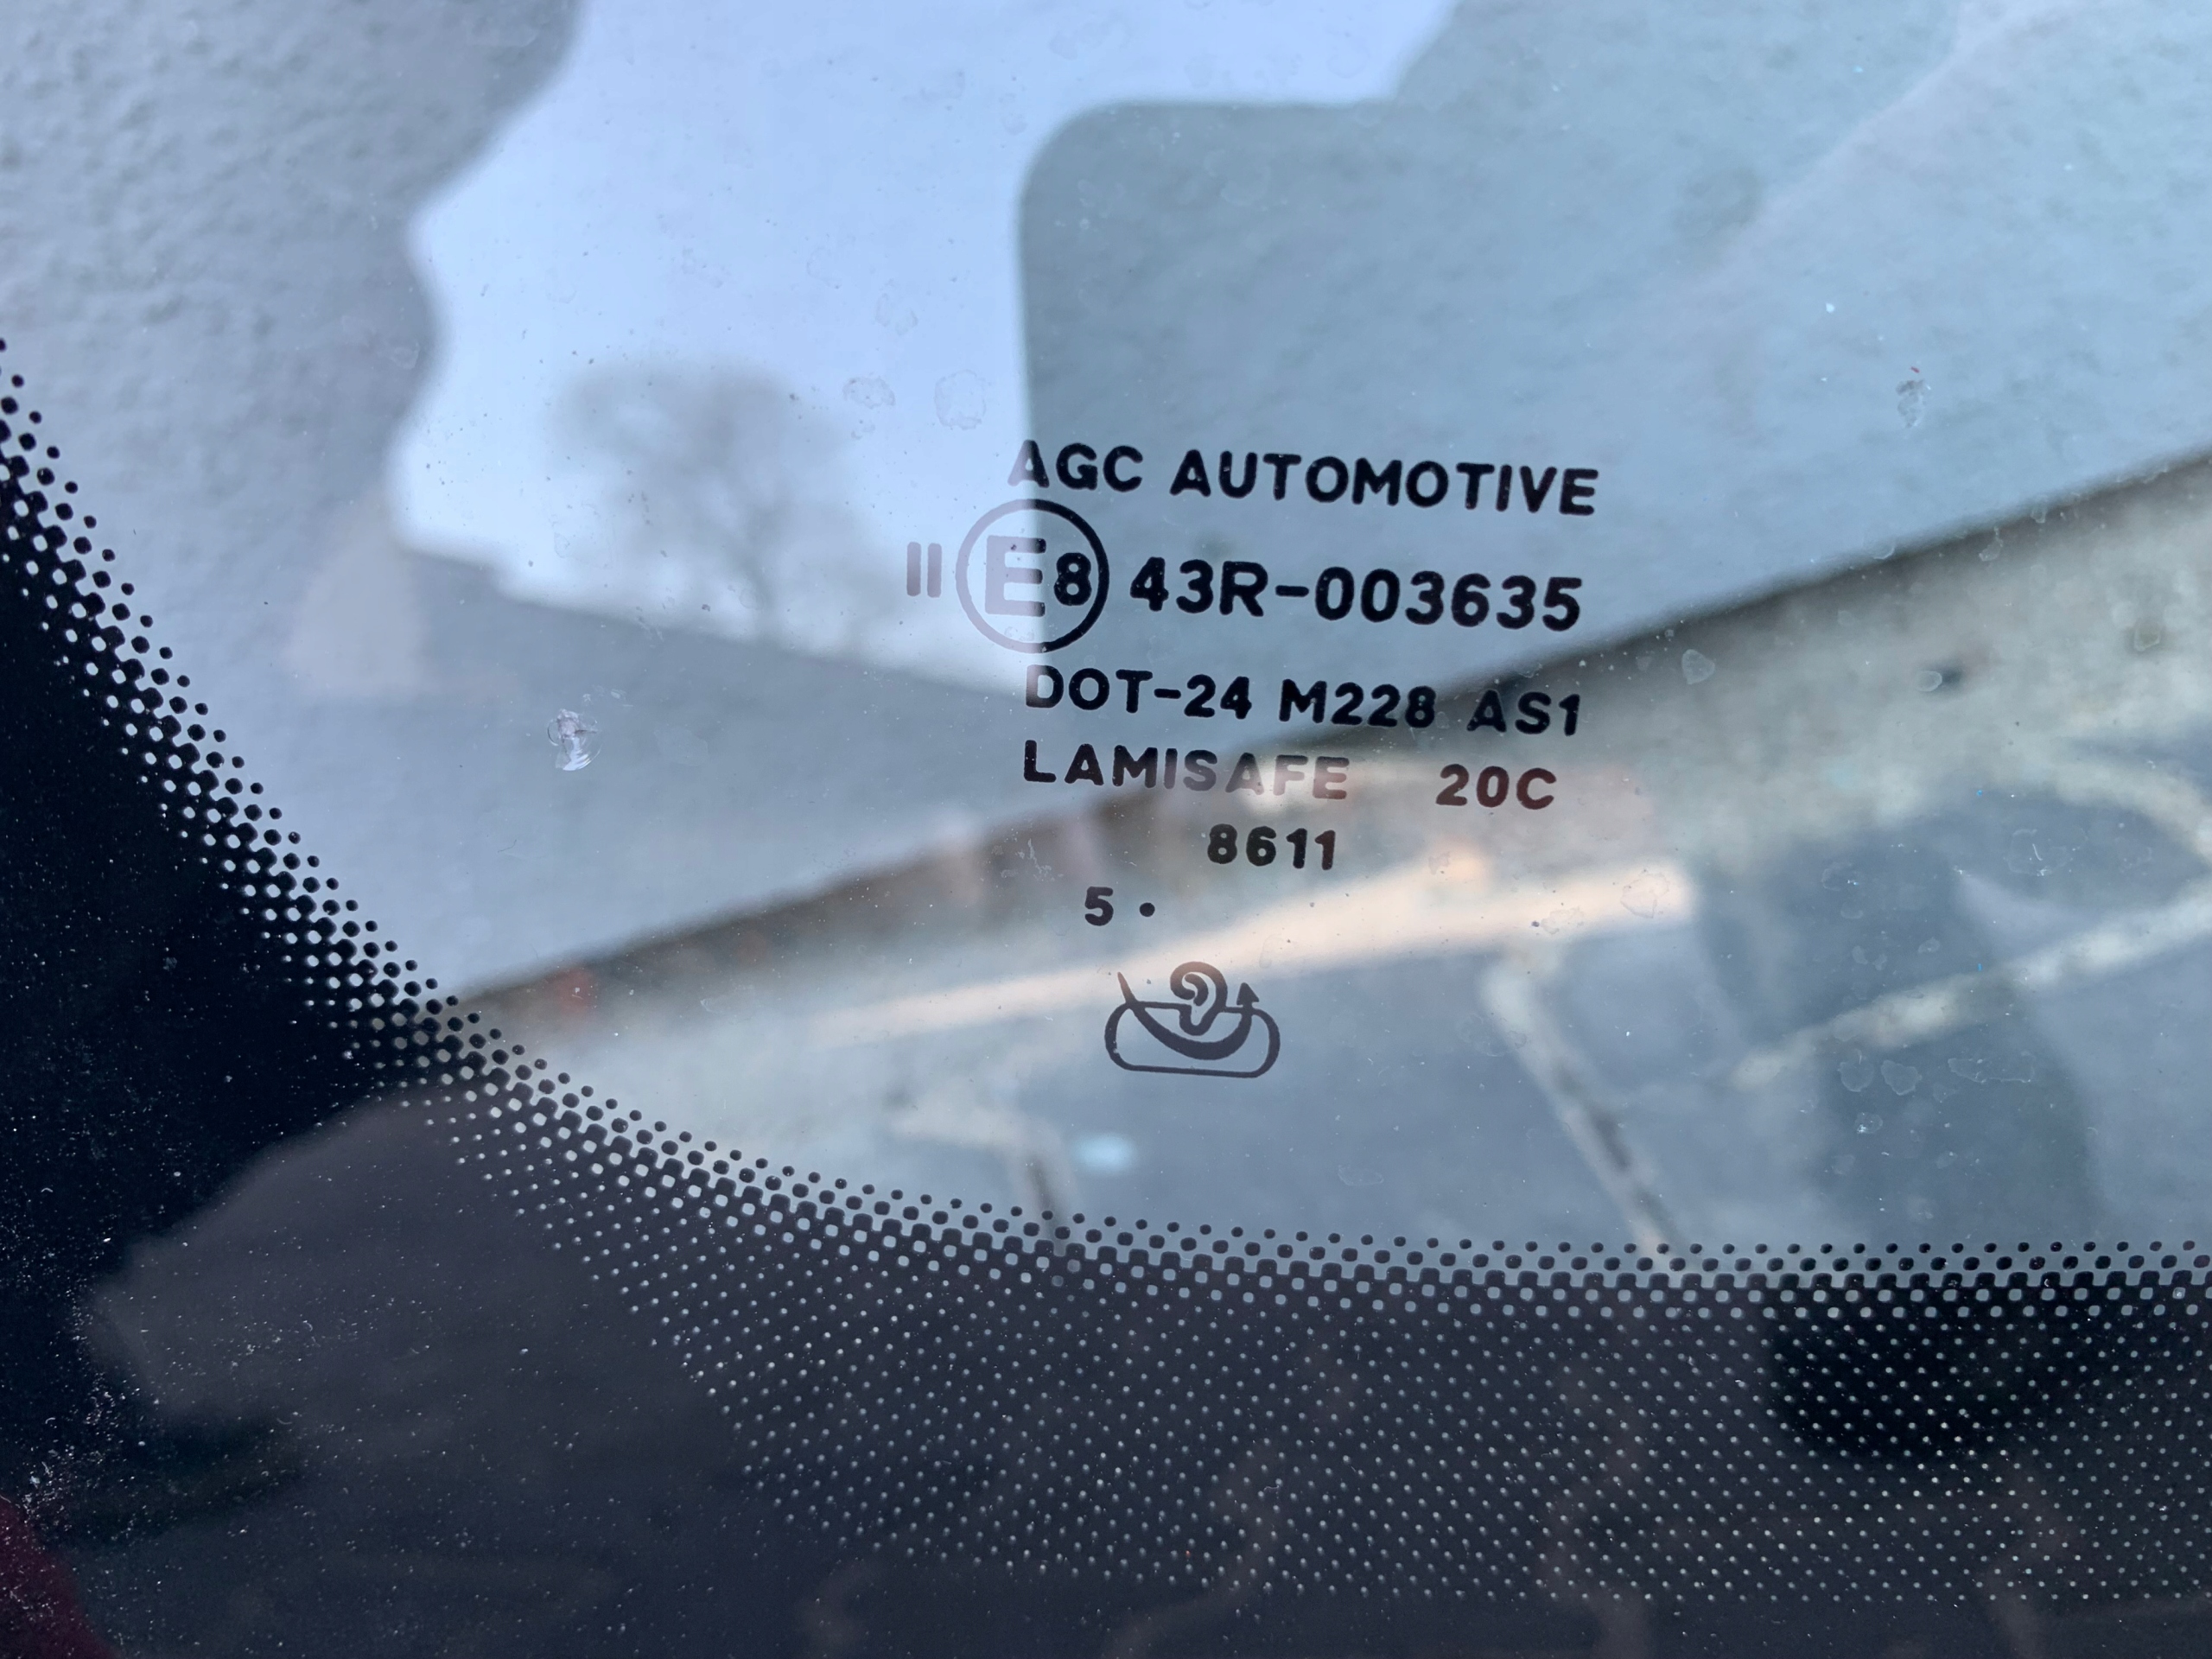 AGC AUTOMOTIVE
II E8 43R-003635
DOT-24 M228 AS1
LAMISAFE 20C
8611
5 •